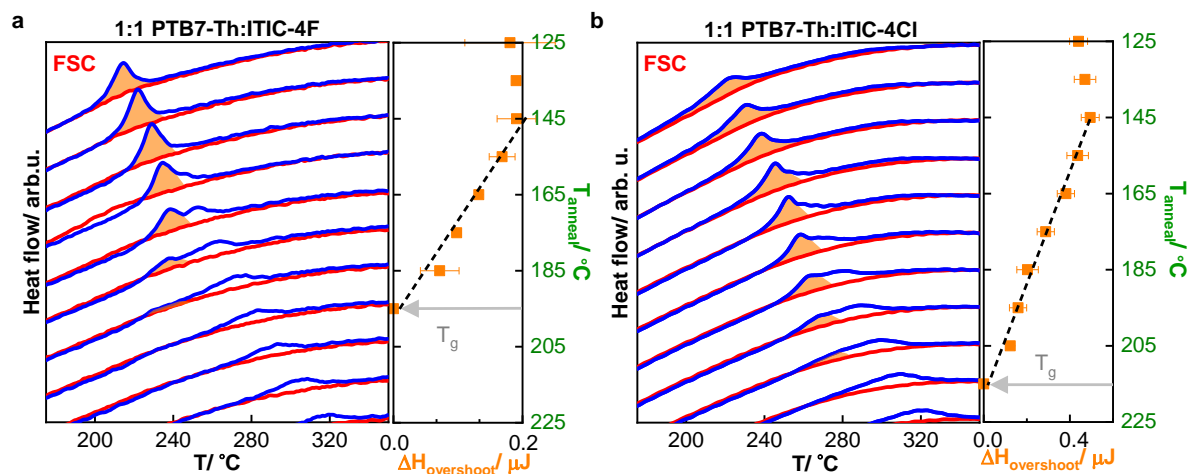 a
1:1 PTB7-Th:ITIC-4F
FSC
Heat flow/ arb.u.
200
240
280
320
T/ °C
T_g
0.0
0.2
ΔH_overshoot/ µJ
125
145
165
185
205
225
T_anneal/ °C
b
1:1 PTB7-Th:ITIC-4Cl
FSC
Heat flow/ arb. u.
200
240
280
320
T/ °C
T_g
0.0
0.4
ΔH_overshoot/ µJ
125
145
165
185
205
225
T_anneal/ °C